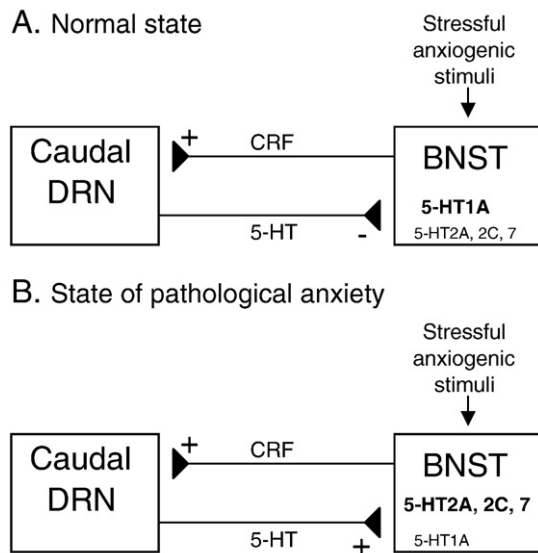 A. Normal state
Stressful
anxiogenic
stimuli
Caudal
DRN
+
CRF
BNST
5-HT1A
5-HT2A, 2C, 7
5-HT
-
B. State of pathological anxiety
Stressful
anxiogenic
stimuli
Caudal
DRN
+
CRF
BNST
5-HT2A, 2C, 7
5-HT1A
5-HT
+